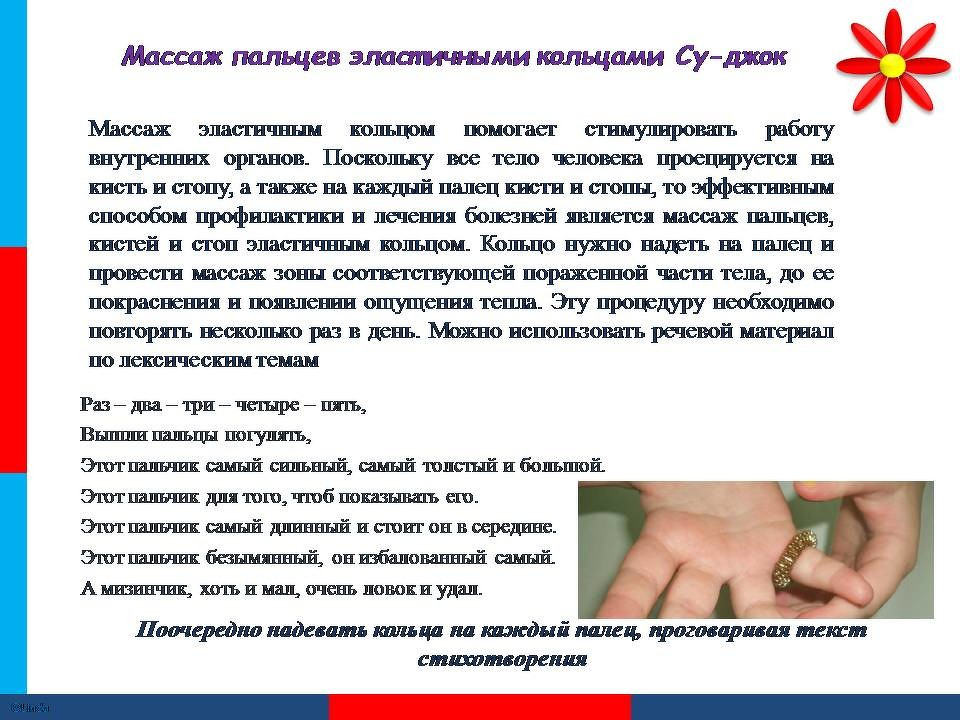 Массаж пальцев эластичными кольцами Су-джок
Массаж эластичным кольцом помогает стимулировать работу
внутренних органов. Поскольку все тело человека проецируется на
кисть и стопу, а также на каждый палец кисти и стопы, то эффективным
способом профилактики и лечения болезней является массаж пальцев,
кистей и стоп эластичным кольцом. Кольцо нужно надеть на палец и
провести массаж зоны соответствующей пораженной части тела, до ее
покраснения и появлении ощущения тепла. Эту процедуру необходимо
повторять несколько раз в день. Можно использовать речевой материал
по лексическим темам
Раз – два – три – четыре – пять,
Вышли пальцы погулять,
Этот пальчик самый сильный, самый толстый и большой.
Этот пальчик для того, чтоб показывать его.
Этот пальчик самый длинный и стоит он в середине.
Этот пальчик безымянный, он избалованный самый.
А мизинчик, хоть и мал, очень ловок и удал.
Поочередно надевать кольца на каждый палец, проговаривая текст
стихотворения